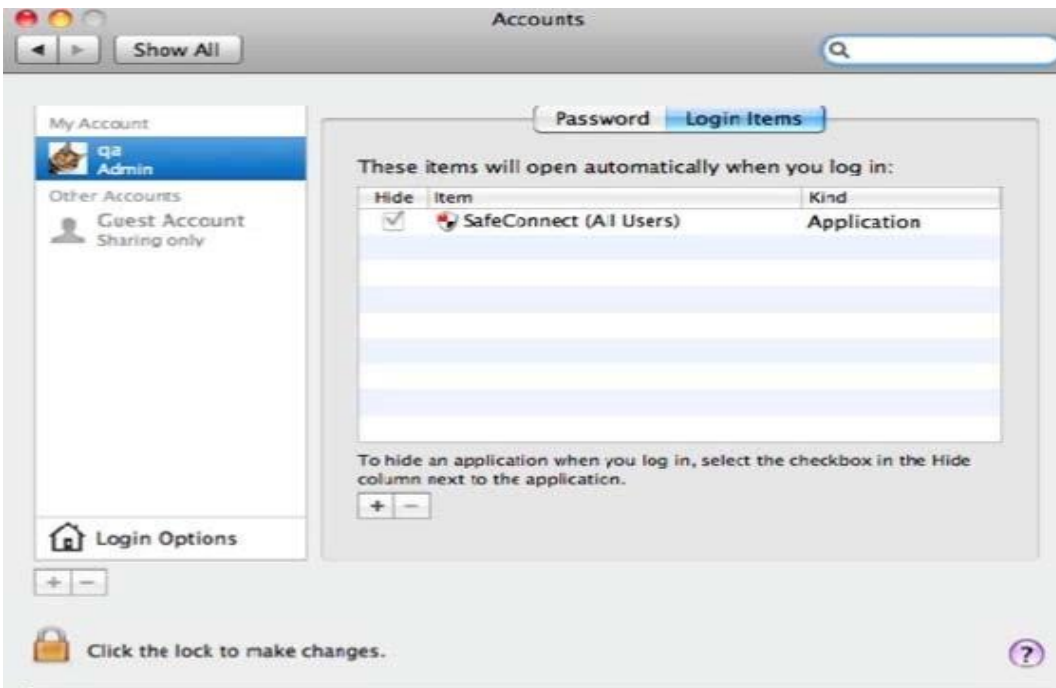 Accounts
Show All
My Account
qa
Admin
Other Accounts
Guest Account
Sharing only
Login Options
Password
Login Items
These items will open automatically when you log in:
Hide Item Kind
SafeConnect (All Users) Application
To hide an application when you log in, select the checkbox in the Hide
column next to the application.
Click the lock to make changes.